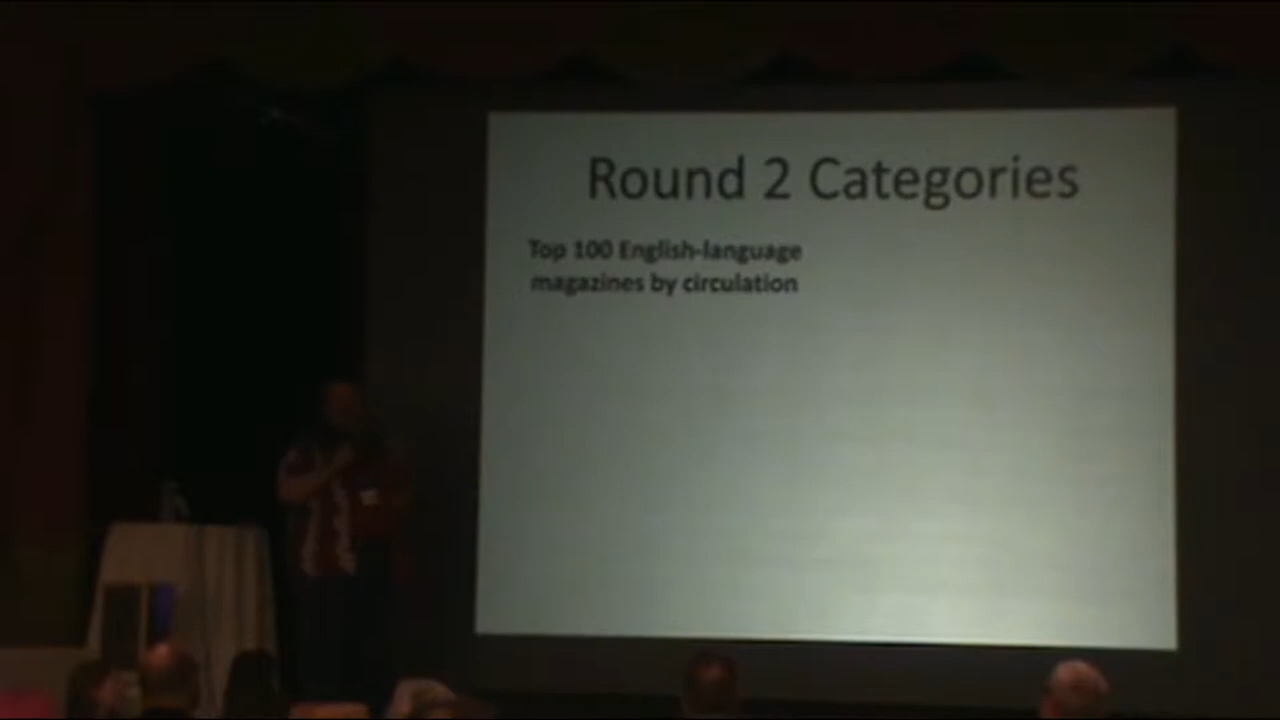 Round 2 Categories
Top 100 English-language
magazines by circulation